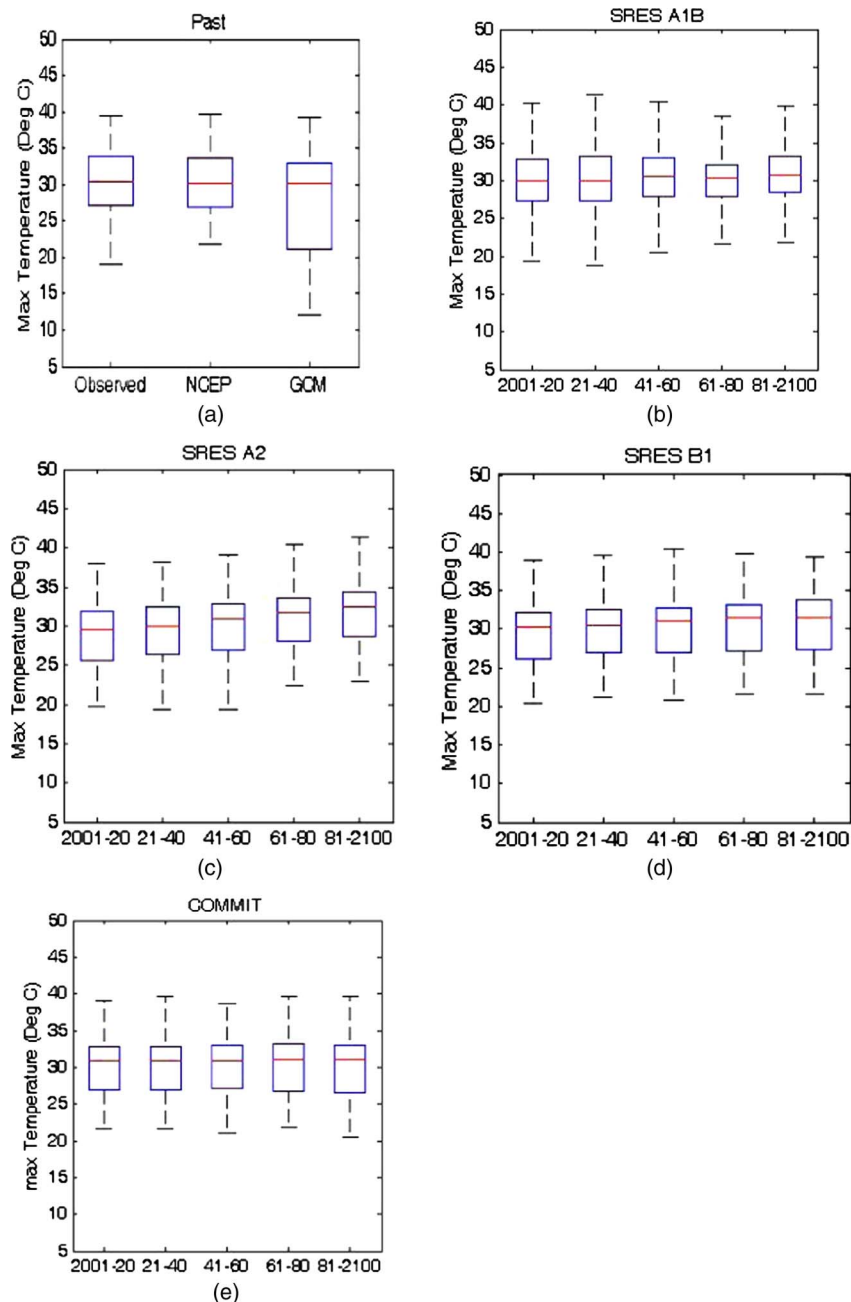 Past
Max Temperature (Deg C)
50
45
40
35
30
25
20
15
10
5
Observed NCEP GCM
(a)
SRES A1B
Max Temperature (Deg C)
50
45
40
35
30
25
20
15
10
5
2001-20 21-40 41-60 61-80 81-2100
(b)
SRES A2
Max Temperature (Deg C)
50
45
40
35
30
25
20
15
10
5
2001-20 21-40 41-60 61-80 81-2100
(c)
SRES B1
Max Temperature (Deg C)
50
45
40
35
30
25
20
15
10
5
2001-20 21-40 41-60 61-80 81-2100
(d)
COMMIT
max Temperature (Deg C)
50
45
40
35
30
25
20
15
10
5
2001-20 21-40 41-60 61-80 81-2100
(e)